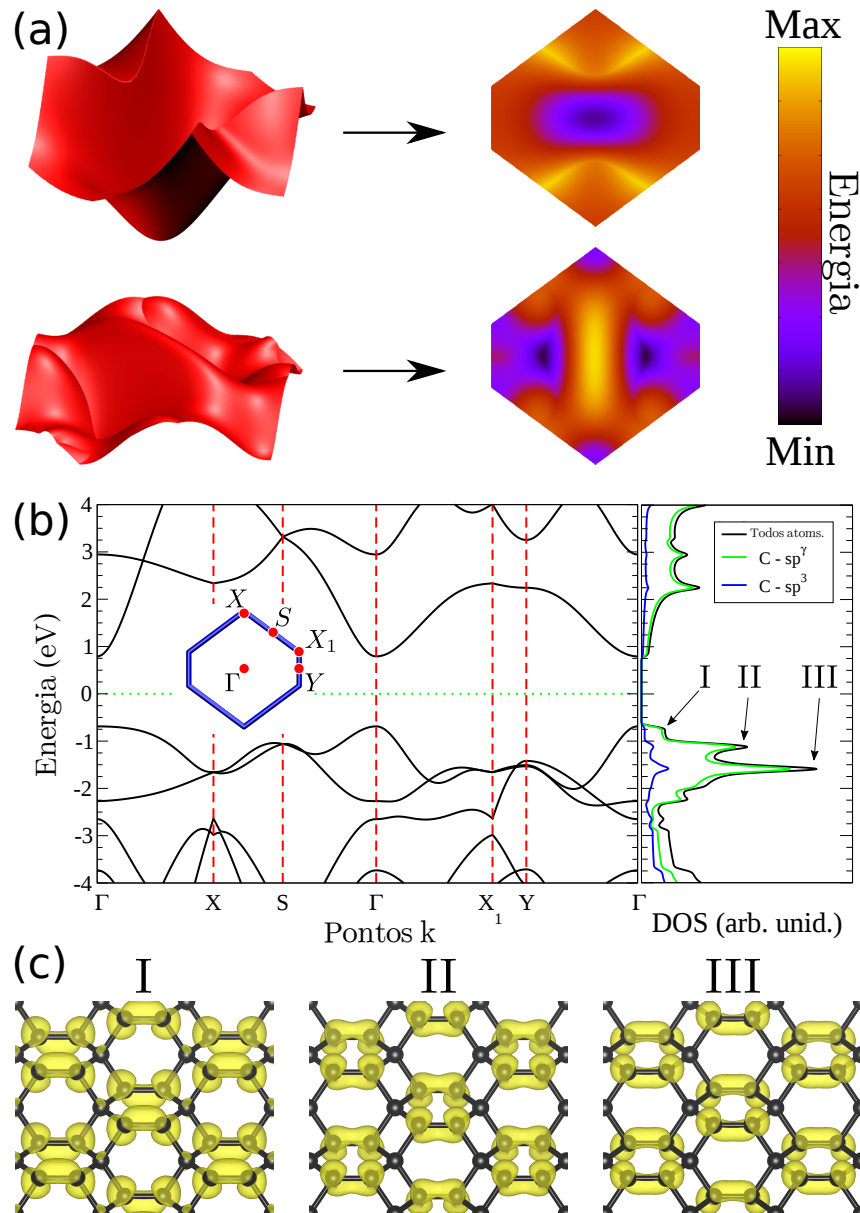 (a)
Max
Energia
Min
(b)
Energia (eV)
4
3
2
1
0
-1
-2
-3
-4
X
S
X1
Γ
Y
Γ
X
S
Γ
X1
Y
Γ
Pontos k
Todos atoms.
C - spγ
C - sp3
I
II
III
DOS (arb. unid.)
(c)
I
II
III